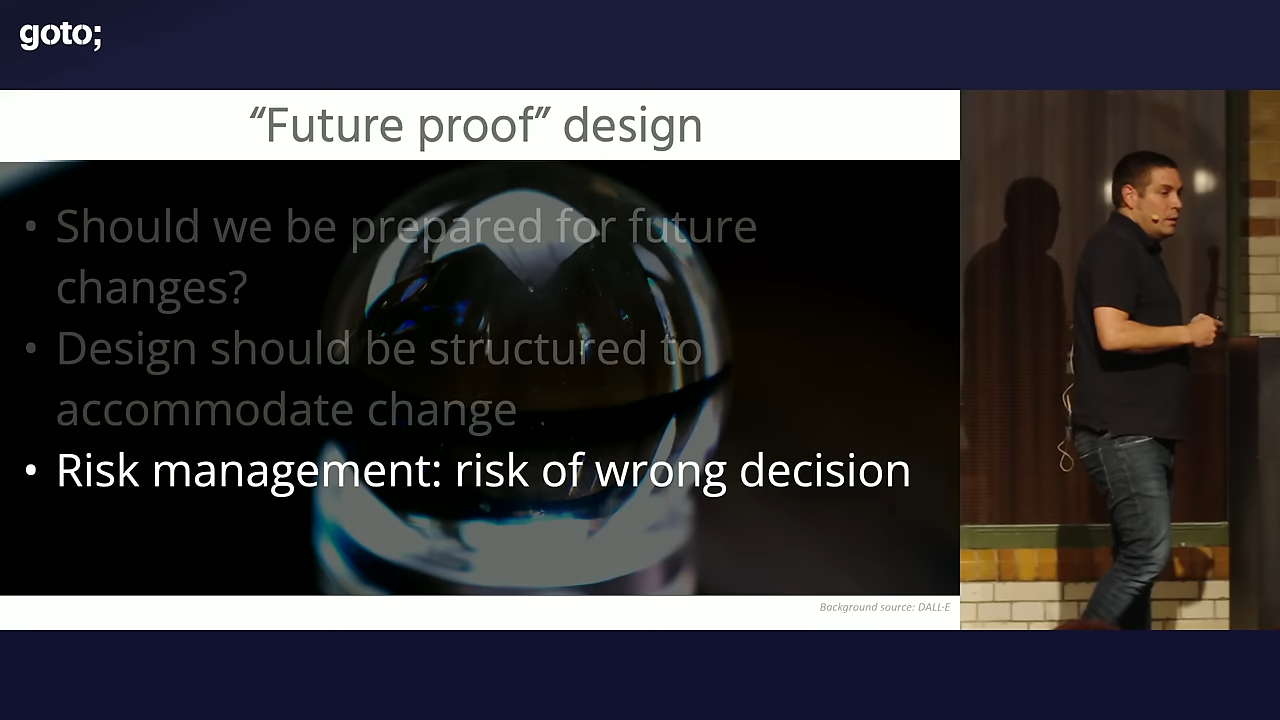 goto;
“Future proof” design
• Should we be prepared for future
changes?
• Design should be structured to
accommodate change
• Risk management: risk of wrong decision
Background source: DALL·E